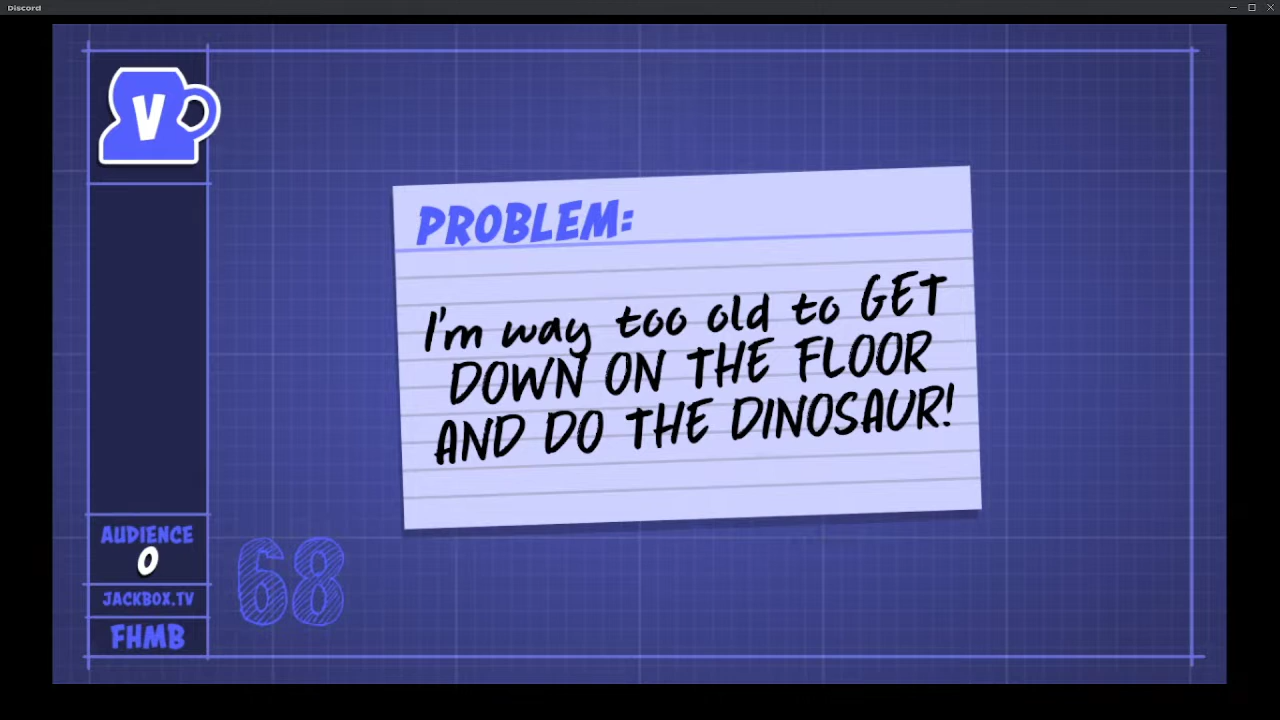 Discord
V
PROBLEM:
I'm way too old to GET
DOWN ON THE FLOOR
AND DO THE DINOSAUR!
AUDIENCE
0
JACKBOX.TV
FHMB
68